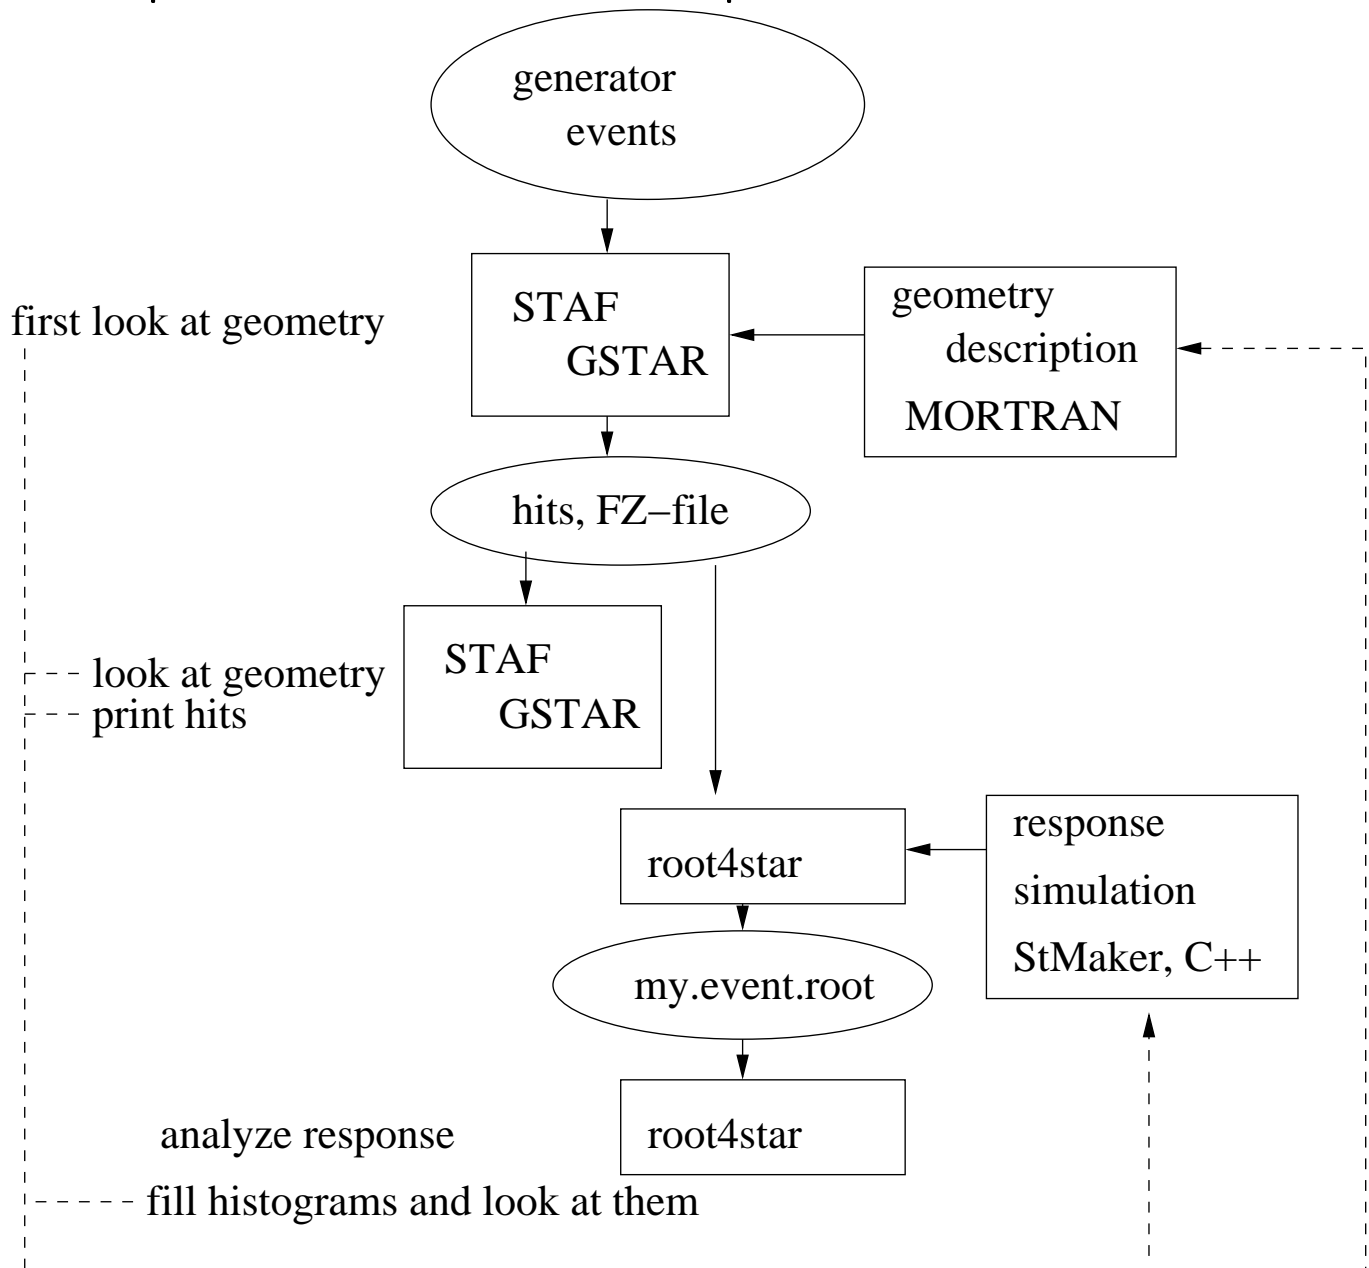 generator
events
first look at geometry
STAF
GSTAR
geometry
description
MORTRAN
hits, FZ–file
look at geometry
print hits
STAF
GSTAR
root4star
response
simulation
StMaker, C++
my.event.root
analyze response
root4star
fill histograms and look at them